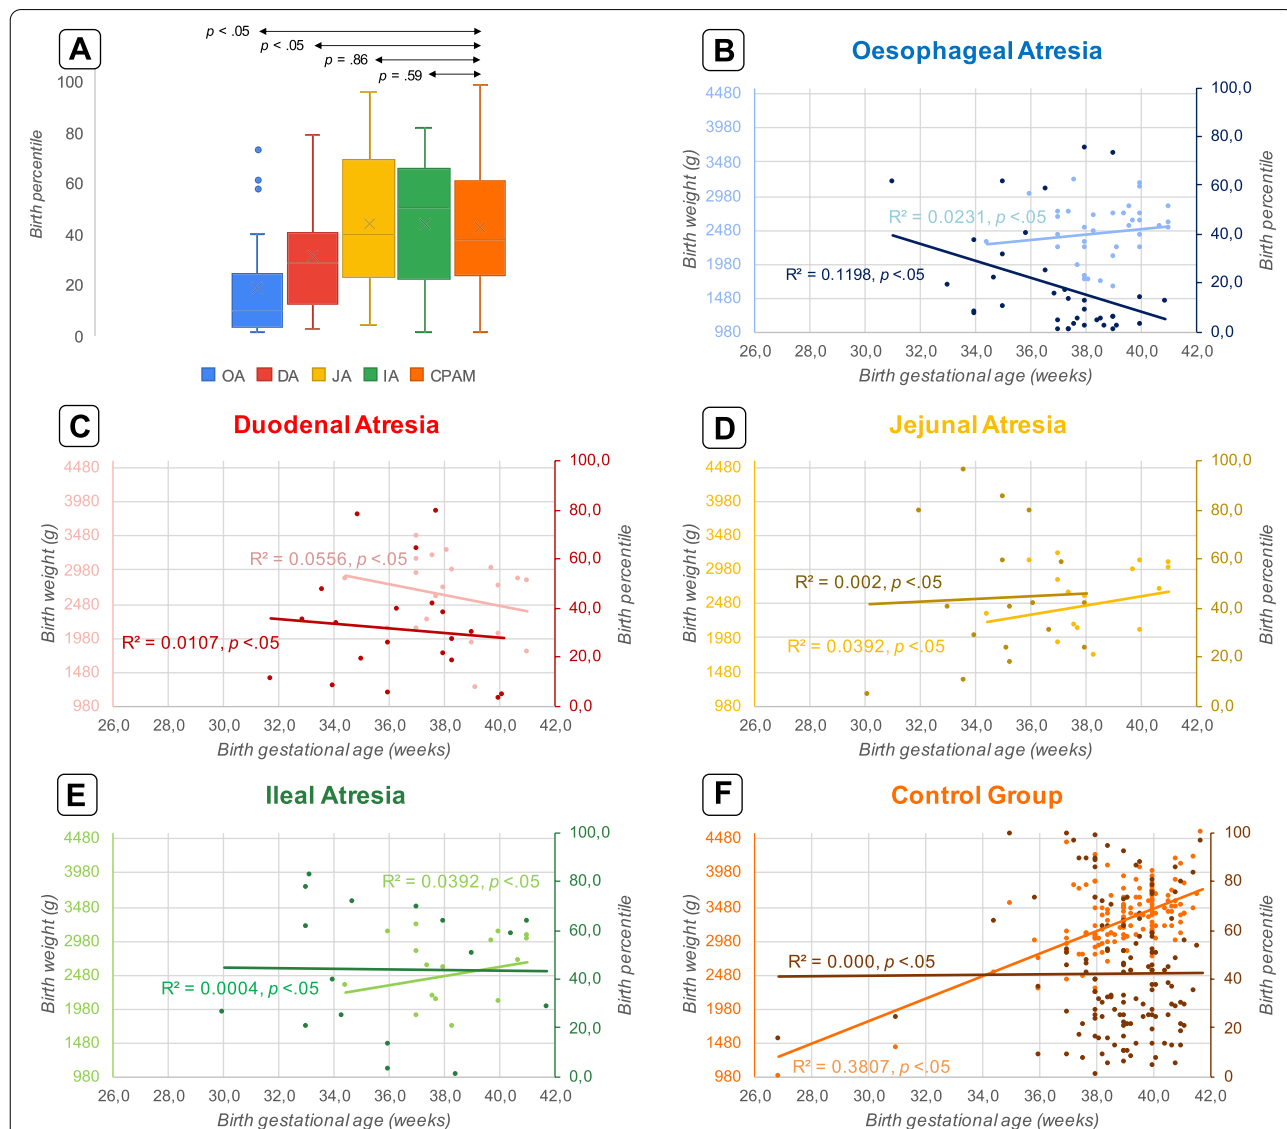 A
p < .05
p < .05
p = .86
p = .59
100
80
60
40
20
0
Birth percentile
OA DA JA IA CPAM
B
Oesophageal Atresia
4480
3980
3480
2980
2480
1980
1480
980
Birth weight (g)
R² = 0.0231, p <.05
R² = 0.1198, p <.05
100,0
80,0
60,0
40,0
20,0
0,0
Birth percentile
26,0 28,0 30,0 32,0 34,0 36,0 38,0 40,0 42,0
Birth gestational age (weeks)
C
Duodenal Atresia
4480
3980
3480
2980
2480
1980
1480
980
Birth weight (g)
R² = 0.0556, p <.05
R² = 0.0107, p <.05
100,0
80,0
60,0
40,0
20,0
0,0
Birth percentile
26,0 28,0 30,0 32,0 34,0 36,0 38,0 40,0 42,0
Birth gestational age (weeks)
D
Jejunal Atresia
4480
3980
3480
2980
2480
1980
1480
980
Birth weight (g)
R² = 0.002, p <.05
R² = 0.0392, p <.05
100,0
80,0
60,0
40,0
20,0
0,0
Birth percentile
26,0 28,0 30,0 32,0 34,0 36,0 38,0 40,0 42,0
Birth gestational age (weeks)
E
Ileal Atresia
4480
3980
3480
2980
2480
1980
1480
980
Birth weight (g)
R² = 0.0392, p <.05
R² = 0.0004, p <.05
100,0
80,0
60,0
40,0
20,0
0,0
Birth percentile
26,0 28,0 30,0 32,0 34,0 36,0 38,0 40,0 42,0
Birth gestational age (weeks)
F
Control Group
4480
3980
3480
2980
2480
1980
1480
980
Birth weight (g)
R² = 0.000, p <.05
R² = 0.3807, p <.05
100
80
60
40
20
0
Birth percentile
26,0 28,0 30,0 32,0 34,0 36,0 38,0 40,0 42,0
Birth gestational age (weeks)